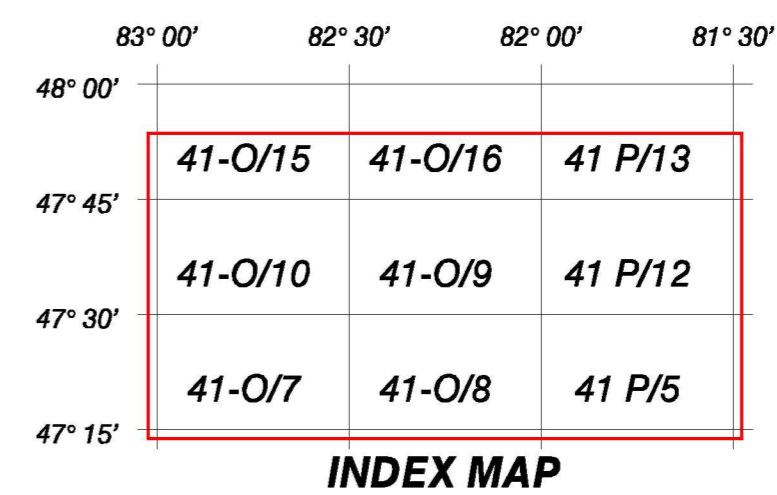 83° 00’ 82° 30’ 82° 00’ 81° 30’
48° 00’
41-O/15 41-O/16 41 P/13
47° 45’
41-O/10 41-O/9 41 P/12
47° 30’
41-O/7 41-O/8 41 P/5
47° 15’
INDEX MAP